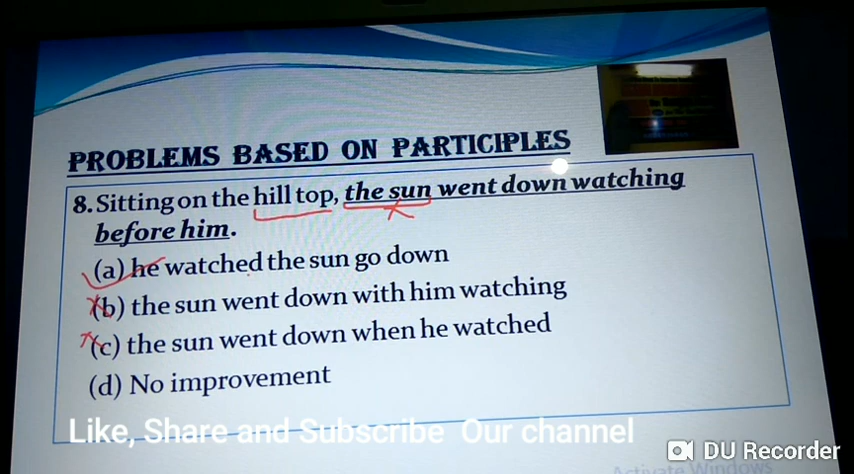 PROBLEMS BASED ON PARTICIPLES
8. Sitting on the hill top, the sun went down watching
before him.
(a) he watched the sun go down
(b) the sun went down with him watching
(c) the sun went down when he watched
(d) No improvement
Like, Share and Subscribe Our channel
DU Recorder
Activate Windows